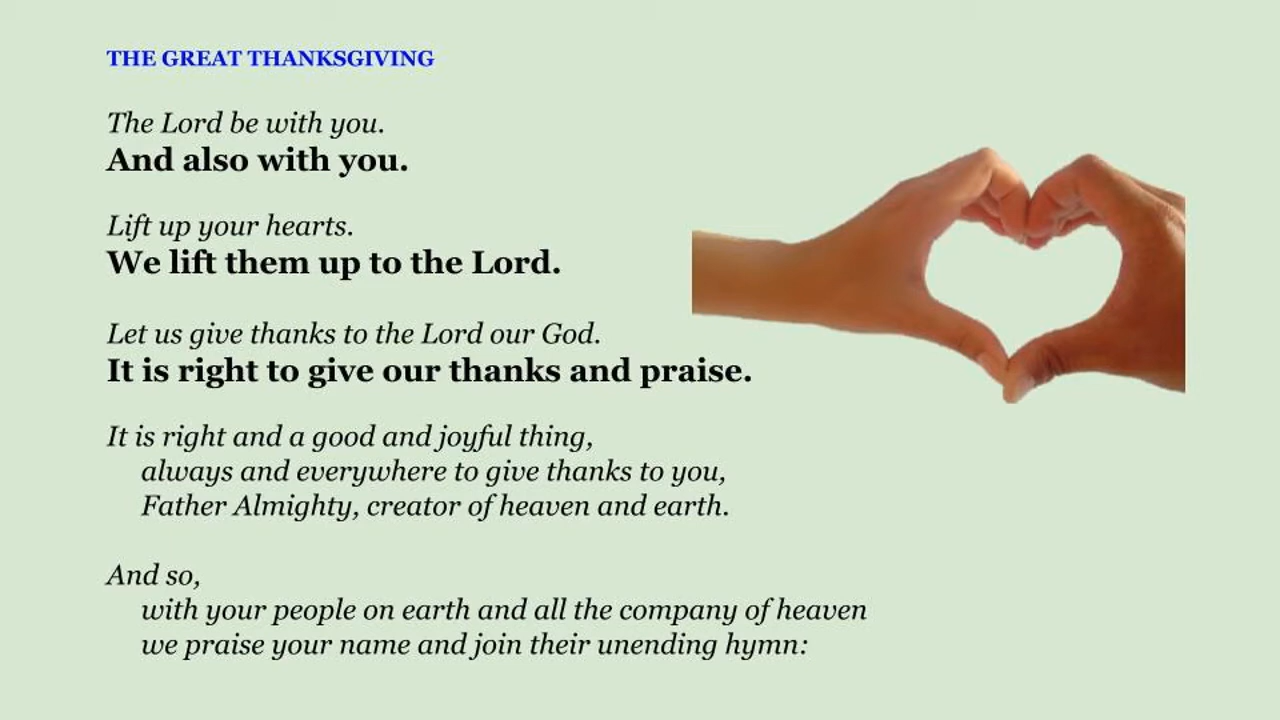 THE GREAT THANKSGIVING
The Lord be with you.
And also with you.
Lift up your hearts.
We lift them up to the Lord.
Let us give thanks to the Lord our God.
It is right to give our thanks and praise.
It is right and a good and joyful thing,
always and everywhere to give thanks to you,
Father Almighty, creator of heaven and earth.
And so,
with your people on earth and all the company of heaven
we praise your name and join their unending hymn: